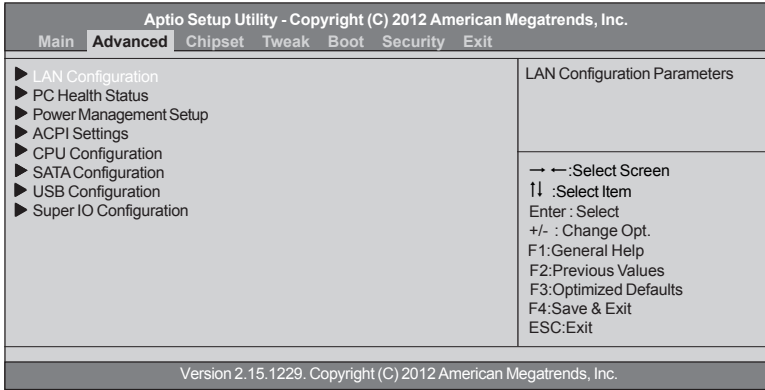 Aptio Setup Utility - Copyright (C) 2012 American Megatrends, Inc.
Main Advanced Chipset Tweak Boot Security Exit
LAN Configuration
PC Health Status
Power Management Setup
ACPI Settings
CPU Configuration
SATA Configuration
USB Configuration
Super IO Configuration
LAN Configuration Parameters
→ ←:Select Screen
↑↓ :Select Item
Enter : Select
+/- : Change Opt.
F1:General Help
F2:Previous Values
F3:Optimized Defaults
F4:Save & Exit
ESC:Exit
Version 2.15.1229. Copyright (C) 2012 American Megatrends, Inc.